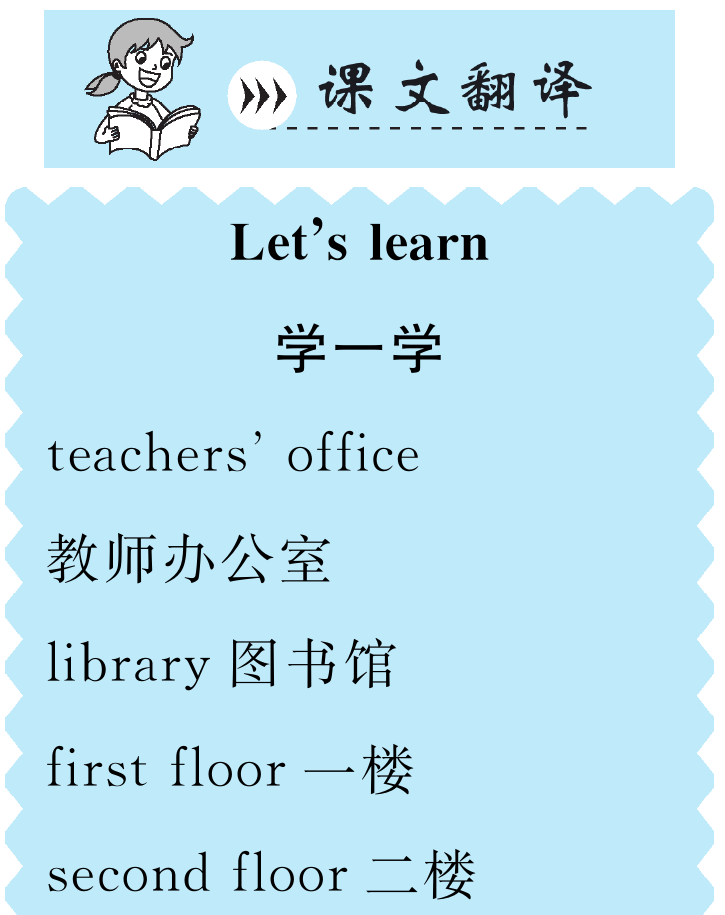 课文翻译
Let's learn
学一学
teachers' office
教师办公室
library 图书馆
first floor 一楼
second floor 二楼